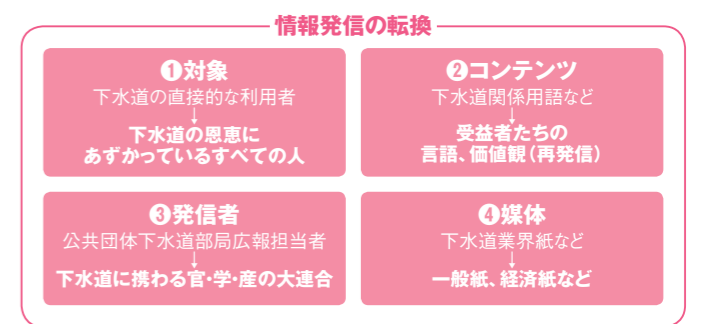 情報発信の転換
❶対象
下水道の直接的な利用者
↓
下水道の恩恵に
あずかっているすべての人
❷コンテンツ
下水道関係用語など
↓
受益者たちの
言語、価値観（再発信）
❸発信者
公共団体下水道部局広報担当者
↓
下水道に携わる官・学・産の大連合
❹媒体
下水道業界紙など
↓
一般紙、経済紙など